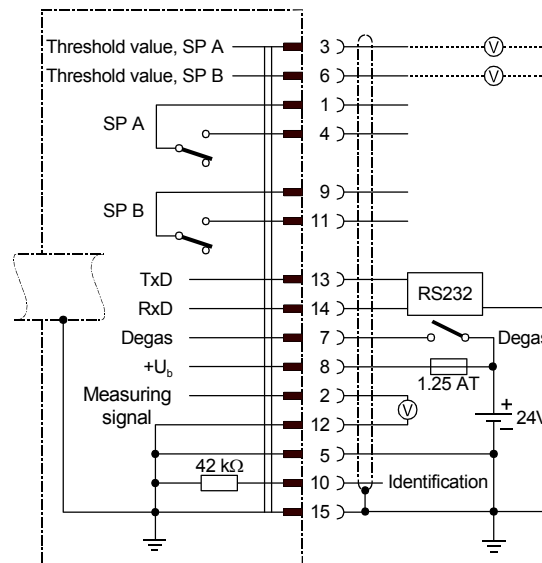 Threshold value, SP A 3 V
Threshold value, SP B 6 V
1
SP A
4
9
SP B
11
TxD 13
RS232
RxD 14
Degas 7 Degas
+Ub 8
1.25 AT
Measuring signal 2
V
12
+
24V
–
5
42 kΩ
10 Identification
15